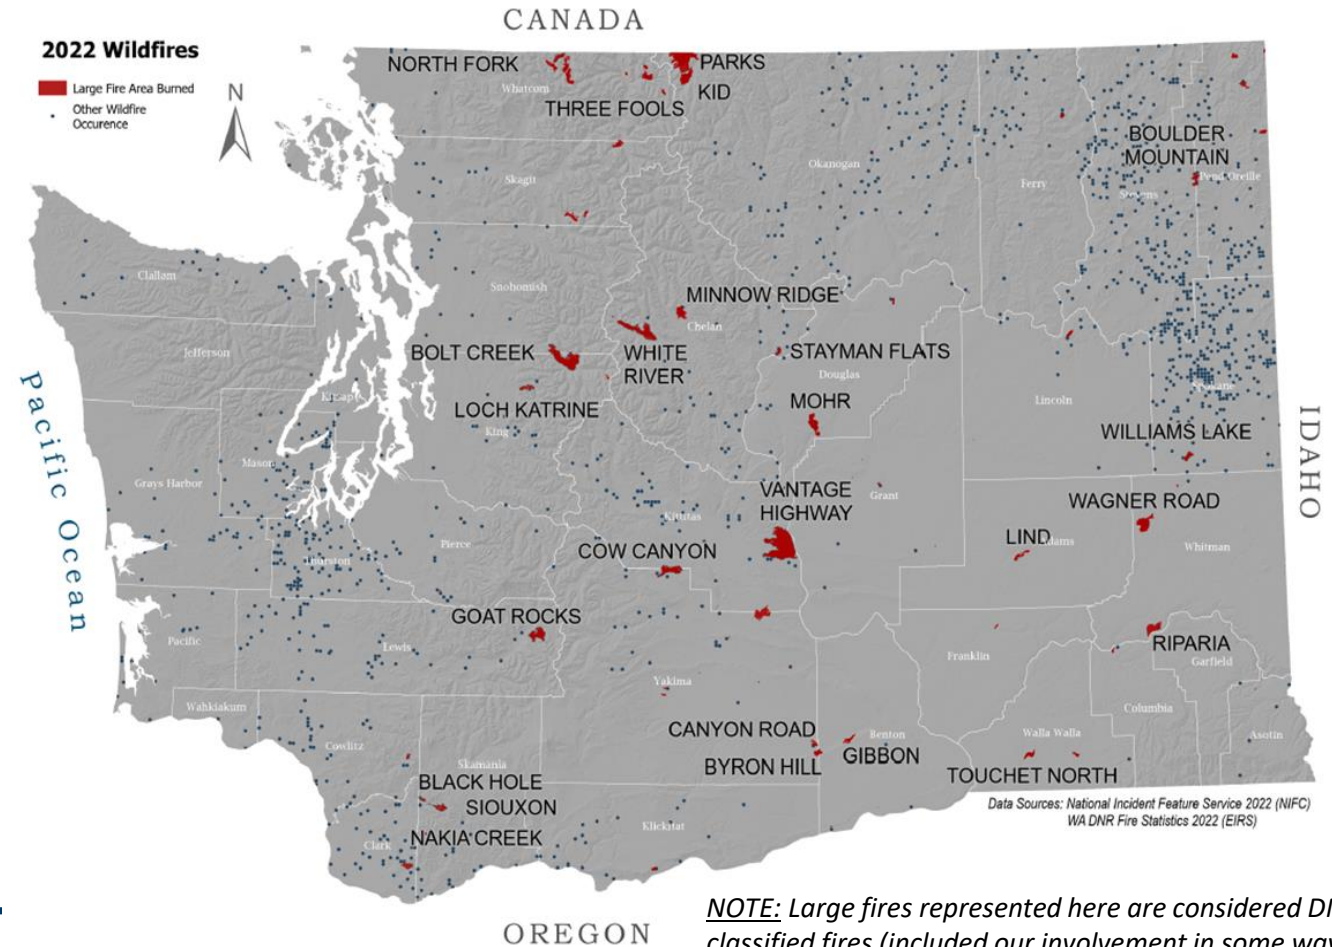 CANADA
2022 Wildfires
Large Fire Area Burned
Other Wildfire
Occurence
N
NORTH FORK
Whatcom
PARKS
KID
THREE FOOLS
BOULDER
MOUNTAIN
Okanogan
Skagit
Ferry
Stevens
Pend Oreille
Clallam
Snohomish
MINNOW RIDGE
Chelan
Jefferson
BOLT CREEK
WHITE
RIVER
STAYMAN FLATS
Douglas
Kitsap
Spokane
LOCH KATRINE
MOHR
Lincoln
King
WILLIAMS LAKE
Pacific Ocean
IDAHO
Mason
Grays Harbor
VANTAGE
HIGHWAY
Grant
WAGNER ROAD
Kittitas
LIND
Adams
Whitman
Pierce
COW CANYON
Thurston
GOAT ROCKS
Pacific
Lewis
RIPARIA
Franklin
Garfield
Yakima
Wahkiakum
Columbia
CANYON ROAD
Benton
Walla Walla
Asotin
Cowlitz
BYRON HILL
GIBBON
Skamania
TOUCHET NORTH
BLACK HOLE
SIOUXON
Data Sources: National Incident Feature Service 2022 (NIFC)
WA DNR Fire Statistics 2022 (EIRS)
NAKIA CREEK
Klickitat
Clark
OREGON
NOTE: Large fires represented here are considered
classified fires (included our involvement in some way